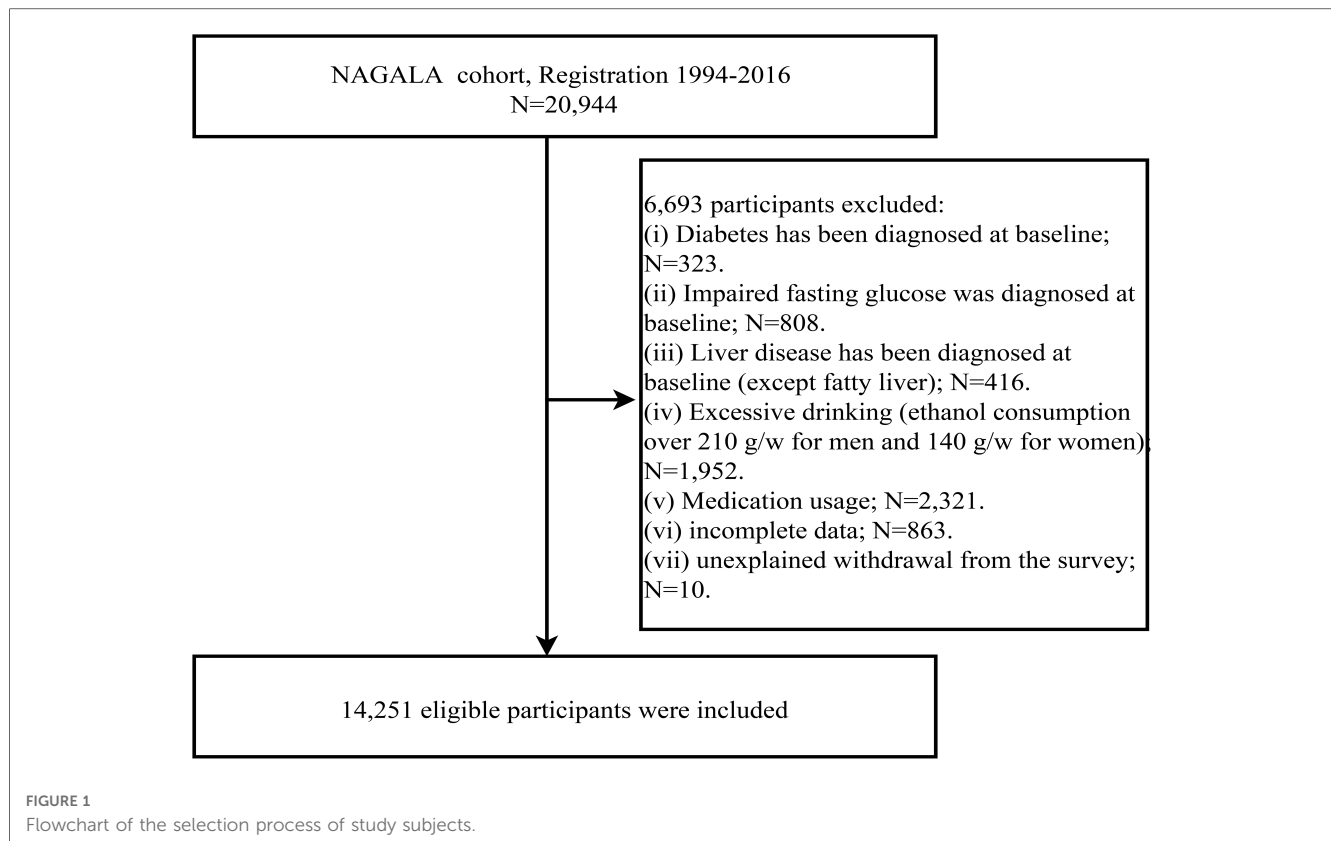 NAGALA cohort, Registration 1994-2016
N=20,944
6,693 participants excluded:
(i) Diabetes has been diagnosed at baseline;
N=323.
(ii) Impaired fasting glucose was diagnosed at
baseline; N=808.
(iii) Liver disease has been diagnosed at
baseline (except fatty liver); N=416.
(iv) Excessive drinking (ethanol consumption
over 210 g/w for men and 140 g/w for women);
N=1,952.
(v) Medication usage; N=2,321.
(vi) incomplete data; N=863.
(vii) unexplained withdrawal from the survey;
N=10.
14,251 eligible participants were included
FIGURE 1
Flowchart of the selection process of study subjects.